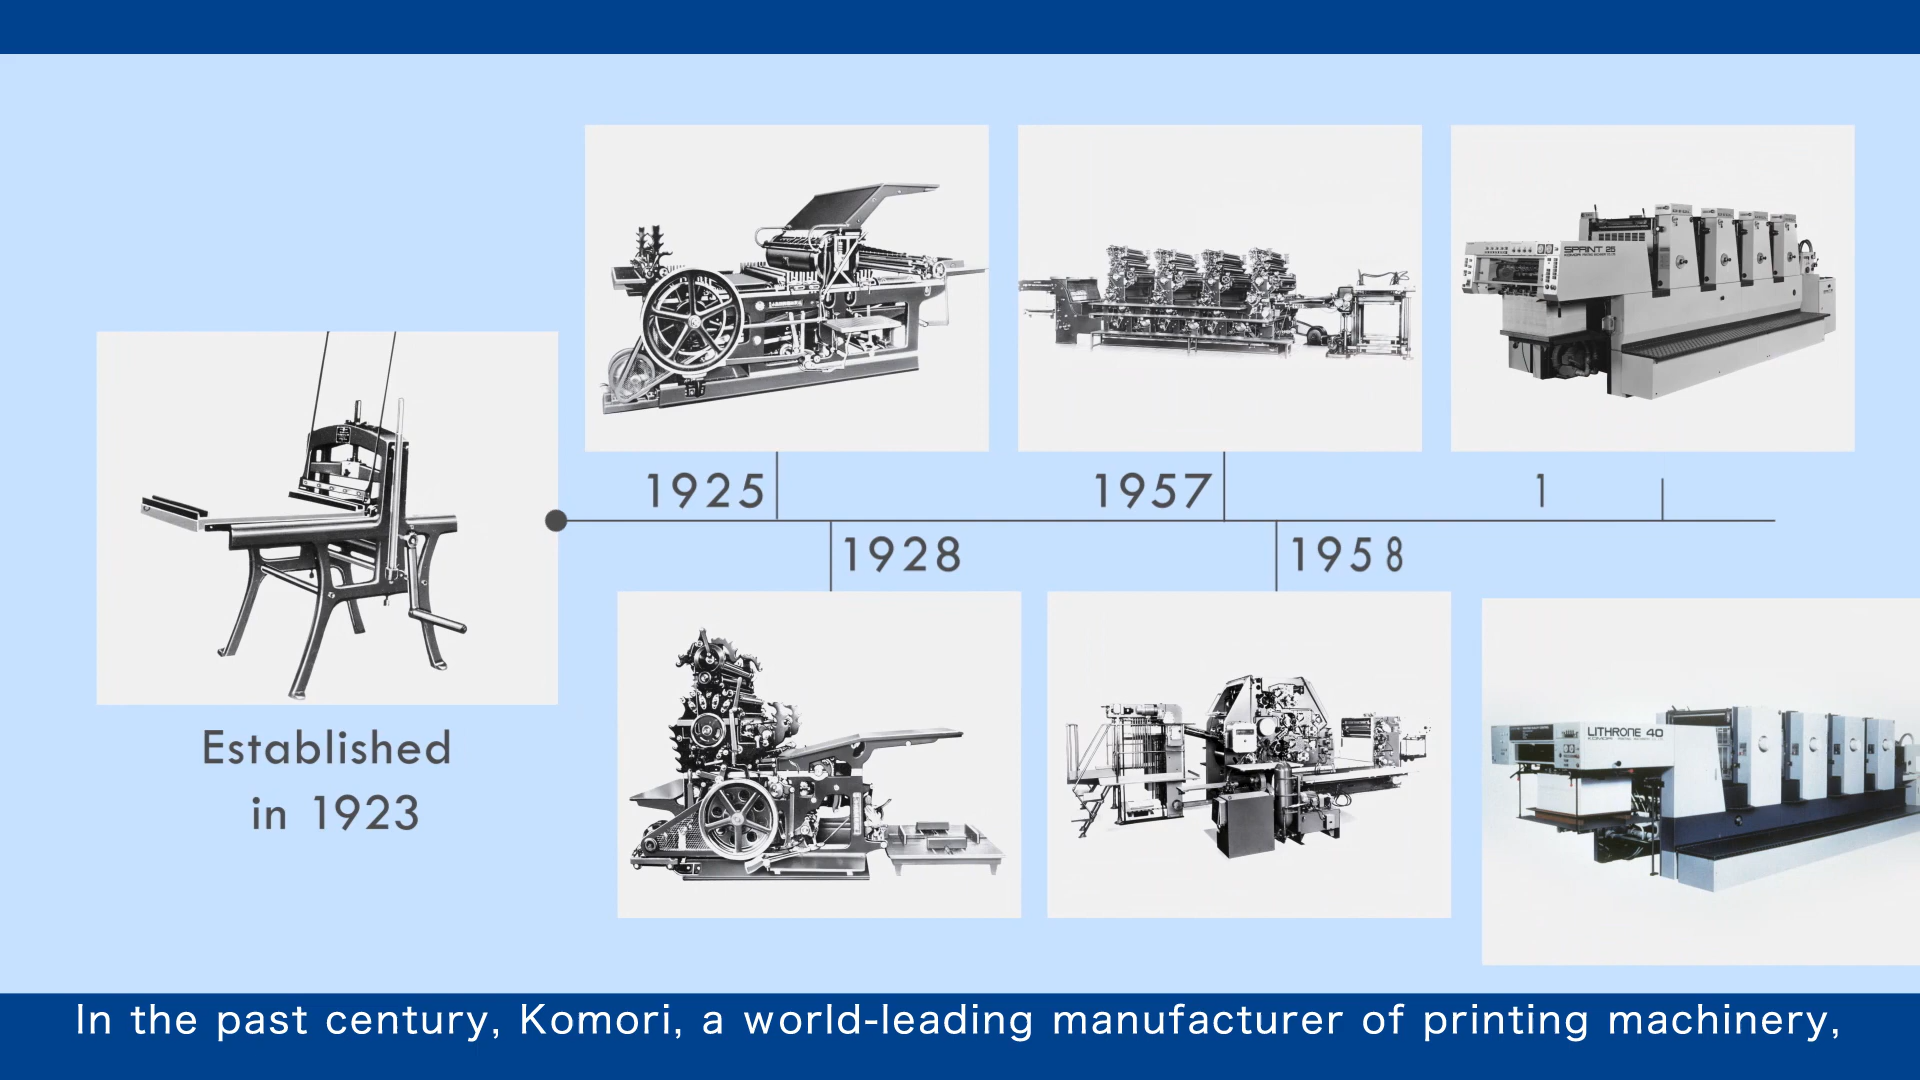 SPRINT 25
1925
1957
1
1928
1958
LITHRONE 40
Established
in 1923
In the past century, Komori, a world-leading manufacturer of printing machinery,